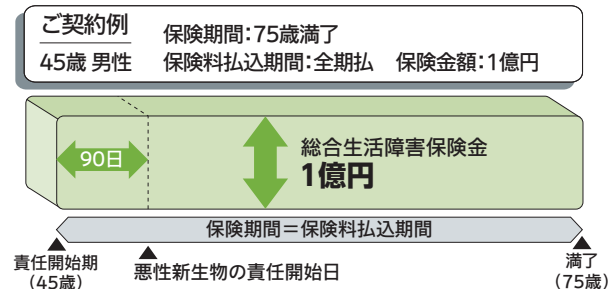 ご契約例
45歳 男性
保険期間:75歳満了
保険料払込期間:全期払 保険金額:1億円
90日
総合生活障害保険金
1億円
保険期間=保険料払込期間
責任開始期
(45歳)
悪性新生物の責任開始日
満了
(75歳)